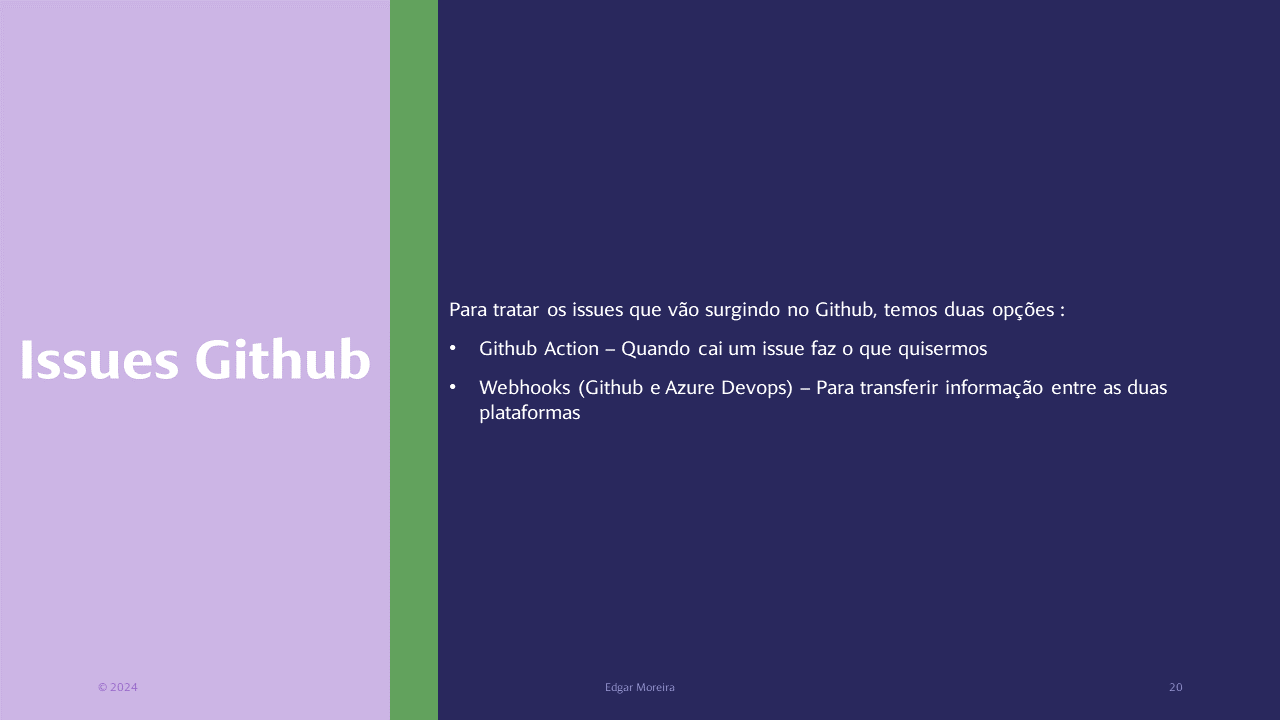 Issues Github
Para tratar os issues que vão surgindo no Github, temos duas opções :
• Github Action – Quando cai um issue faz o que quisermos
• Webhooks (Github e Azure Devops) – Para transferir informação entre as duas
plataformas
© 2024
Edgar Moreira
20